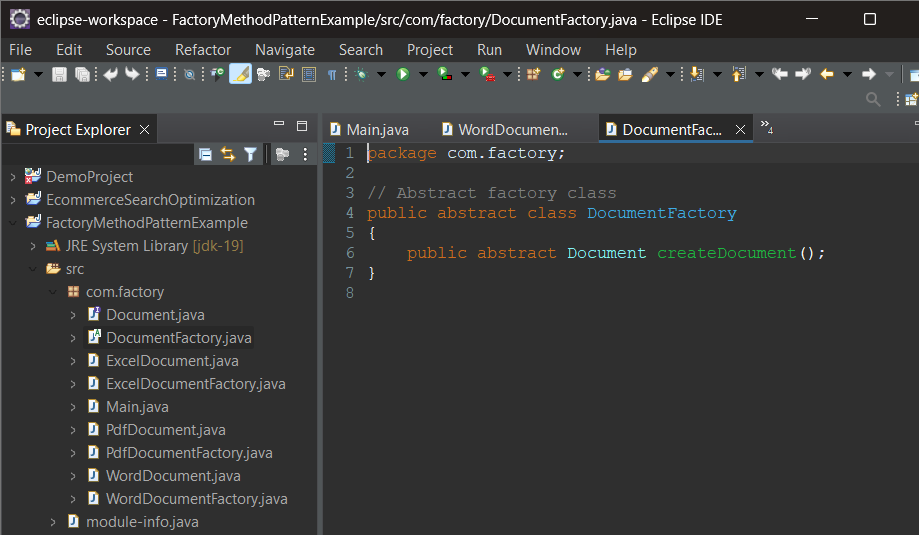 eclipse-workspace - FactoryMethodPatternExample/src/com/factory/DocumentFactory.java - Eclipse IDE
File Edit Source Refactor Navigate Search Project Run Window Help
Project Explorer
Main.java WordDocumen... DocumentFac... »4
DemoProject
EcommerceSearchOptimization
FactoryMethodPatternExample
JRE System Library [jdk-19]
src
com.factory
Document.java
DocumentFactory.java
ExcelDocument.java
ExcelDocumentFactory.java
Main.java
PdfDocument.java
PdfDocumentFactory.java
WordDocument.java
WordDocumentFactory.java
module-info.java
1 package com.factory;
2
3 // Abstract factory class
4 public abstract class DocumentFactory
5 {
6     public abstract Document createDocument();
7 }
8